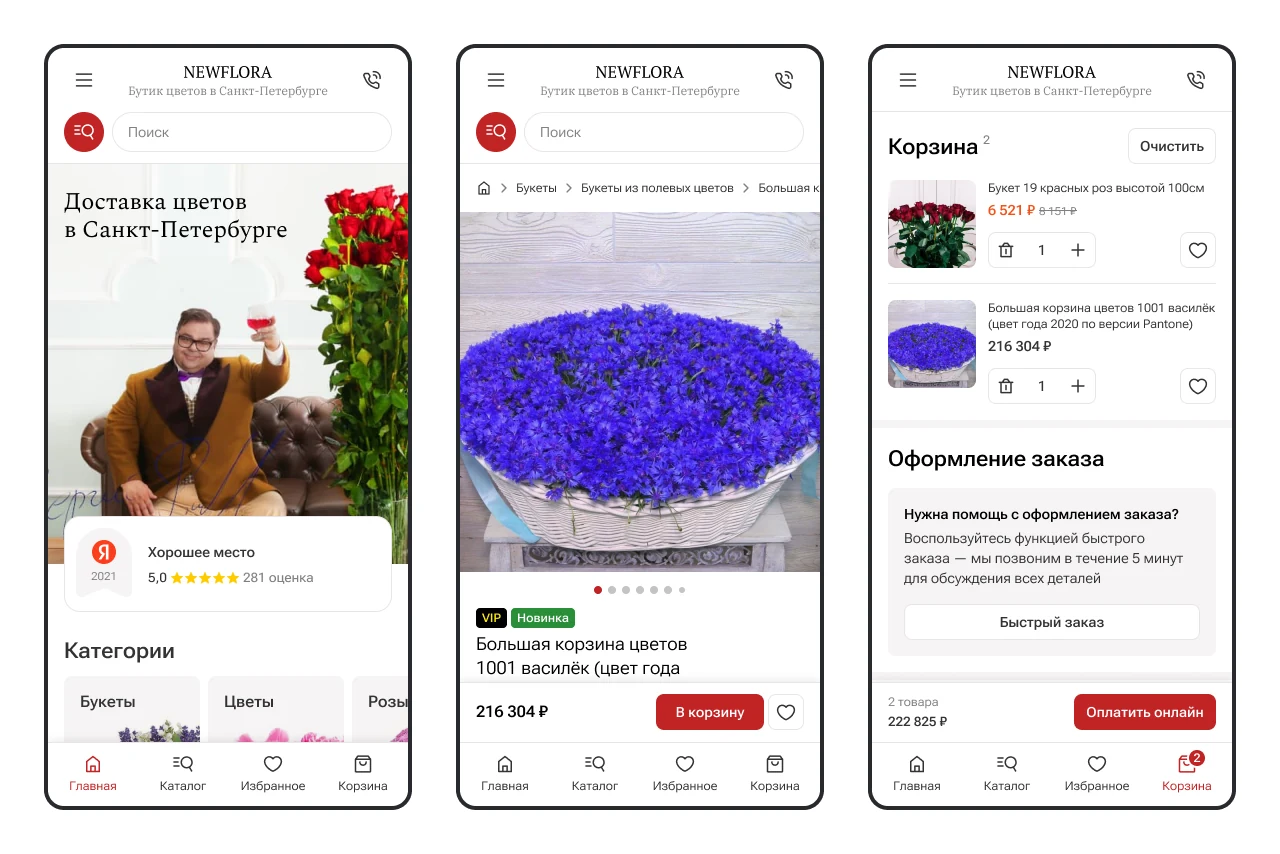 NEWFLORA
Бутик цветов в Санкт-Петербурге
Поиск
Доставка цветов
в Санкт-Петербурге
Я
2021
Хорошее место
5,0 ★★★★★ 281 оценка
Категории
Букеты
Цветы
Розы
Главная
Каталог
Избранное
Корзина
NEWFLORA
Бутик цветов в Санкт-Петербурге
Поиск
Букеты
Букеты из полевых цветов
Большая к
VIP
Новинка
Большая корзина цветов
1001 василёк (цвет года
216 304 ₽
В корзину
Главная
Каталог
Избранное
Корзина
NEWFLORA
Бутик цветов в Санкт-Петербурге
Корзина 2
Очистить
Букет 19 красных роз высотой 100см
6 521 ₽ 8 151 ₽
1
Большая корзина цветов 1001 василёк
(цвет года 2020 по версии Pantone)
216 304 ₽
1
Оформление заказа
Нужна помощь с оформлением заказа?
Воспользуйтесь функцией быстрого
заказа — мы позвоним в течение 5 минут
для обсуждения всех деталей
Быстрый заказ
2 товара
222 825 ₽
Оплатить онлайн
Главная
Каталог
Избранное
2
Корзина